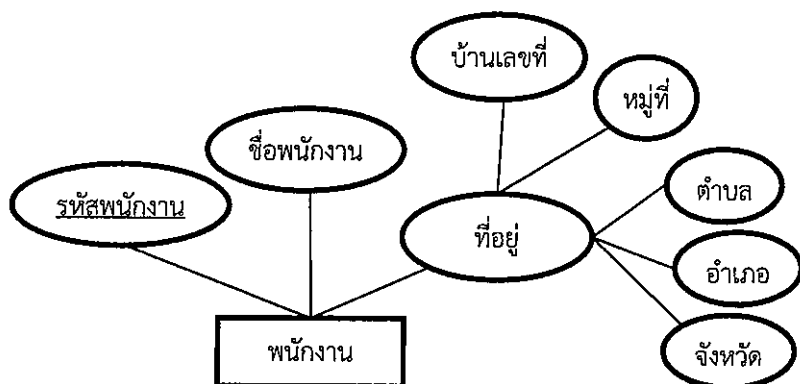 บ้านเลขที่
หมู่ที่
ชื่อพนักงาน
ตำบล
รหัสพนักงาน
ที่อยู่
อำเภอ
พนักงาน
จังหวัด